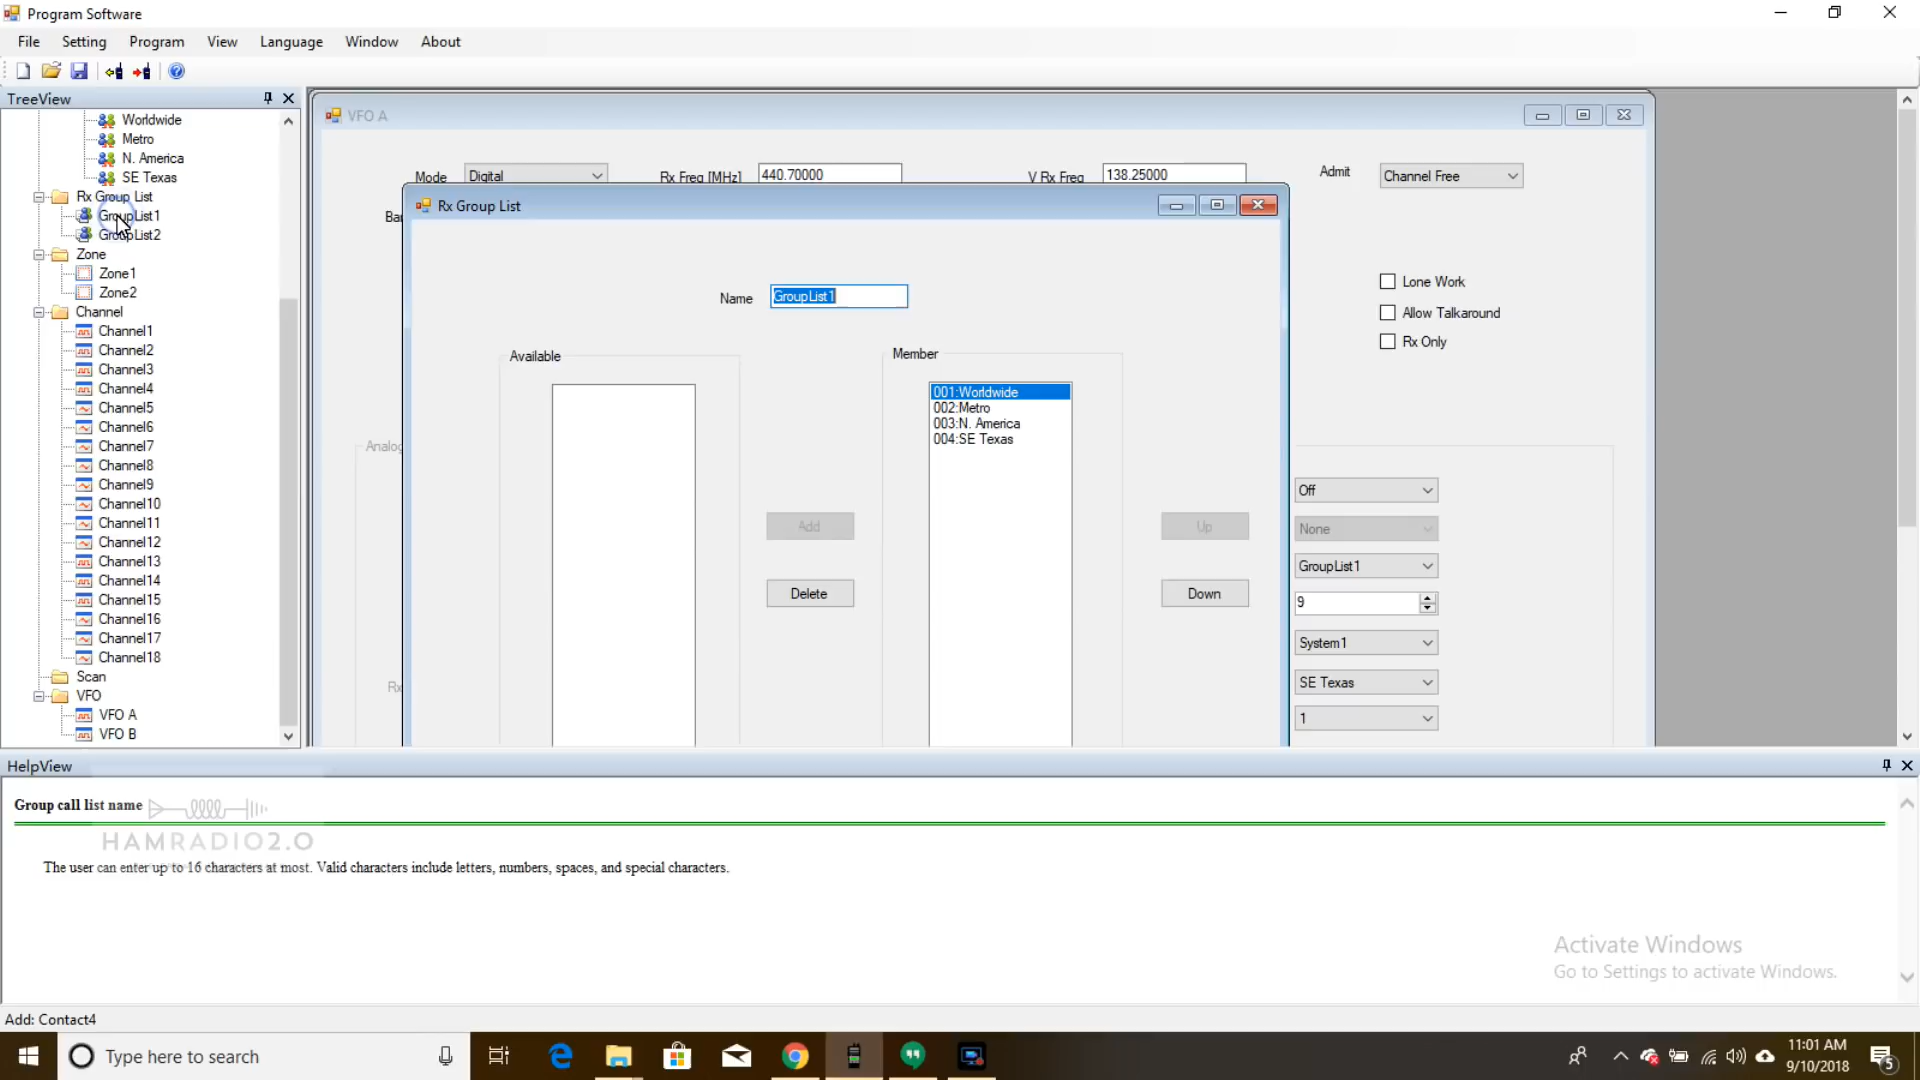 Program Software
File Setting Program View Language Window About
TreeView
Worldwide
Metro
N. America
SE Texas
Rx Group List
GroupList1
GroupList2
Zone
Zone1
Zone2
Channel
Channel1
Channel2
Channel3
Channel4
Channel5
Channel6
Channel7
Channel8
Channel9
Channel10
Channel11
Channel12
Channel13
Channel14
Channel15
Channel16
Channel17
Channel18
Scan
VFO
VFO A
VFO B
VFO A
Mode Digital Rx Freq [MHz] 440.70000 V Rx Freq 138.25000 Admit Channel Free
Ba
Lone Work
Allow Talkaround
Rx Only
Analog
Rx
Off
None
GroupList1
9
System1
SE Texas
1
Rx Group List
Name GroupList1
Available
Member
001:Worldwide
002:Metro
003:N. America
004:SE Texas
Add
Up
Delete
Down
HelpView
Group call list name
HAMRADIO2.0
The user can enter up to 16 characters at most. Valid characters include letters, numbers, spaces, and special characters.
Activate Windows
Go to Settings to activate Windows.
Add: Contact4
Type here to search
11:01 AM
9/10/2018
5